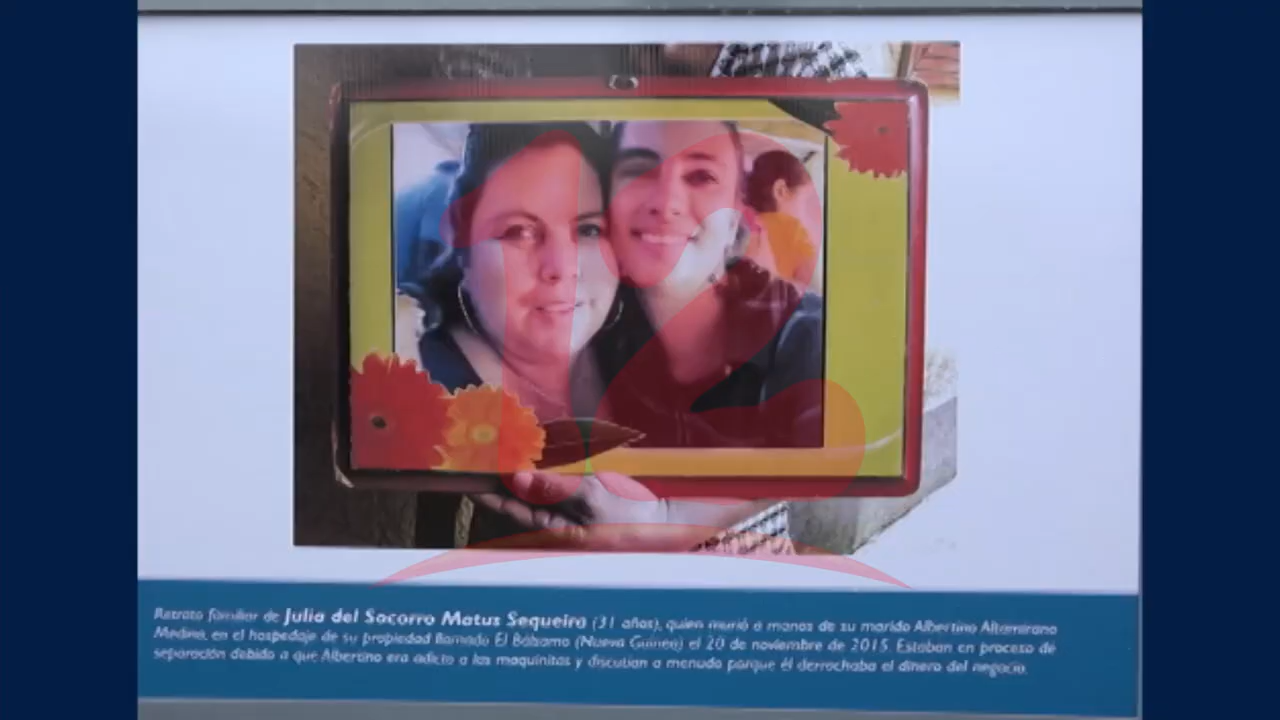 Retrato familiar de Julia del Socorro Matus Sequeira (31 años), quien murió a manos de su marido Albertino Altamirano
Medina, en el hospedaje de su propiedad llamado El Bálsamo (Nueva Guinea) el 20 de noviembre de 2015. Estaban en proceso de
separación debido a que Albertino era adicto a las maquinitas y discutían a menudo porque él derrochaba el dinero del negocio.